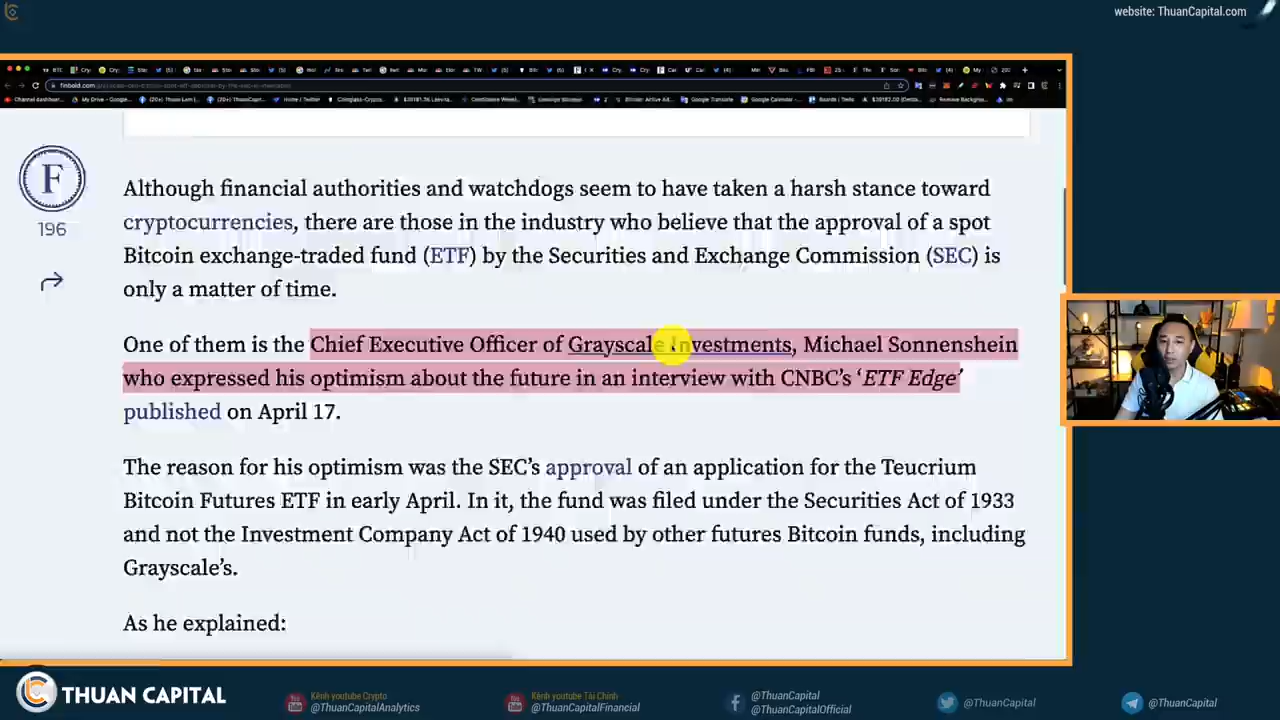 website: ThuanCapital.com
F
196
Although financial authorities and watchdogs seem to have taken a harsh stance toward
cryptocurrencies, there are those in the industry who believe that the approval of a spot
Bitcoin exchange-traded fund (ETF) by the Securities and Exchange Commission (SEC) is
only a matter of time.
One of them is the Chief Executive Officer of Grayscale Investments, Michael Sonnenshein
who expressed his optimism about the future in an interview with CNBC’s ‘ETF Edge’
published on April 17.
The reason for his optimism was the SEC’s approval of an application for the Teucrium
Bitcoin Futures ETF in early April. In it, the fund was filed under the Securities Act of 1933
and not the Investment Company Act of 1940 used by other futures Bitcoin funds, including
Grayscale’s.
As he explained:
THUAN CAPITAL
Kênh youtube Crypto
@ThuanCapitalAnalytics
Kênh youtube Tài Chính
@ThuanCapitalFinancial
@ThuanCapital
@ThuanCapitalOfficial
@ThuanCapital
@ThuanCapital